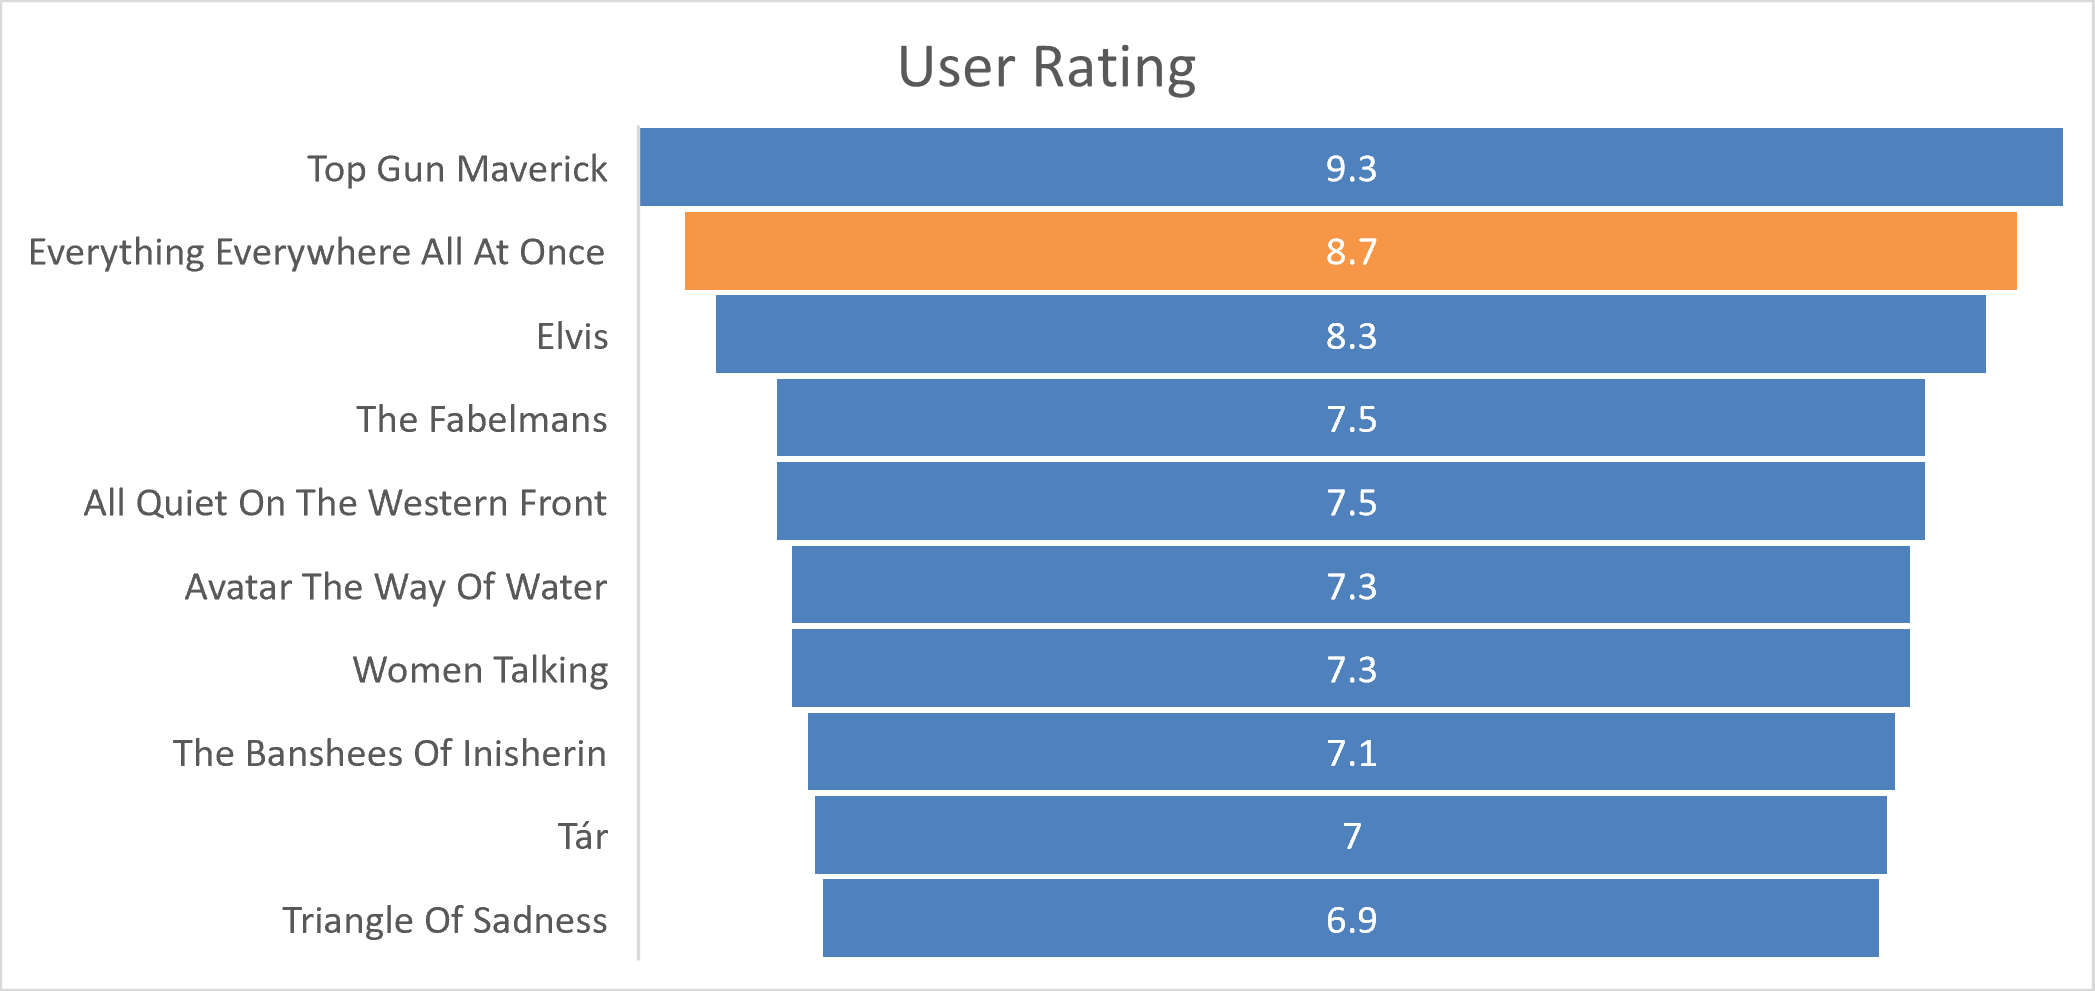 User Rating
Top Gun Maverick 9.3
Everything Everywhere All At Once 8.7
Elvis 8.3
The Fabelmans 7.5
All Quiet On The Western Front 7.5
Avatar The Way Of Water 7.3
Women Talking 7.3
The Banshees Of Inisherin 7.1
Tár 7
Triangle Of Sadness 6.9